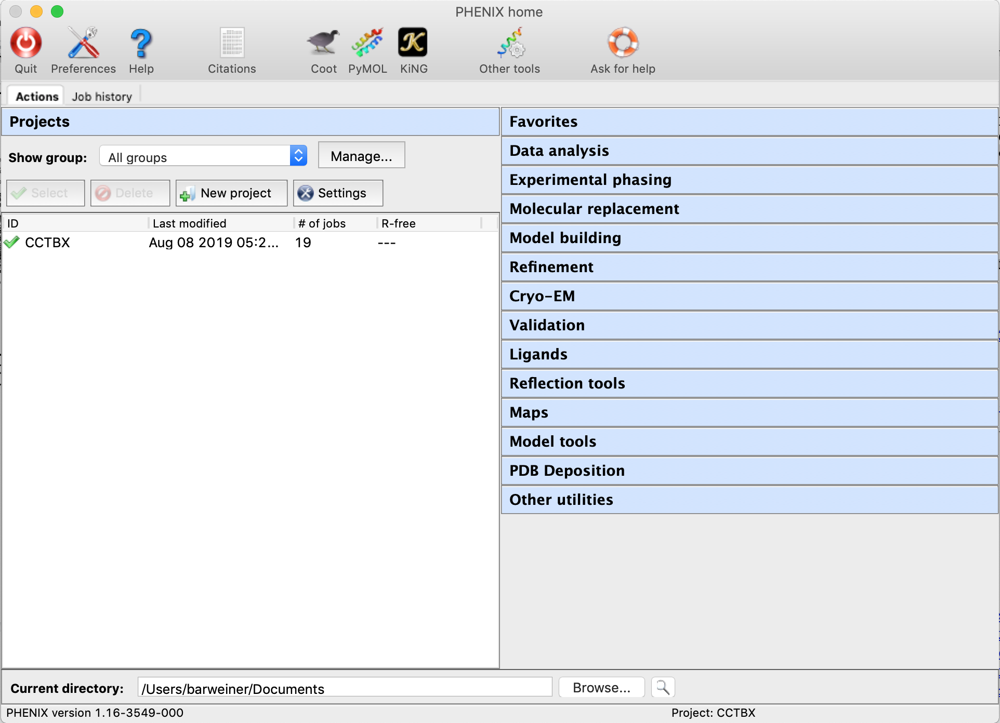 PHENIX home
Quit Preferences Help Citations Coot PyMOL KiNG Other tools Ask for help
Actions Job history
Projects
Show group: All groups Manage...
Select Delete New project Settings
ID Last modified # of jobs R-free
CCTBX Aug 08 2019 05:2... 19 ---
Favorites
Data analysis
Experimental phasing
Molecular replacement
Model building
Refinement
Cryo-EM
Validation
Ligands
Reflection tools
Maps
Model tools
PDB Deposition
Other utilities
Current directory: /Users/barweiner/Documents Browse...
PHENIX version 1.16-3549-000 Project: CCTBX